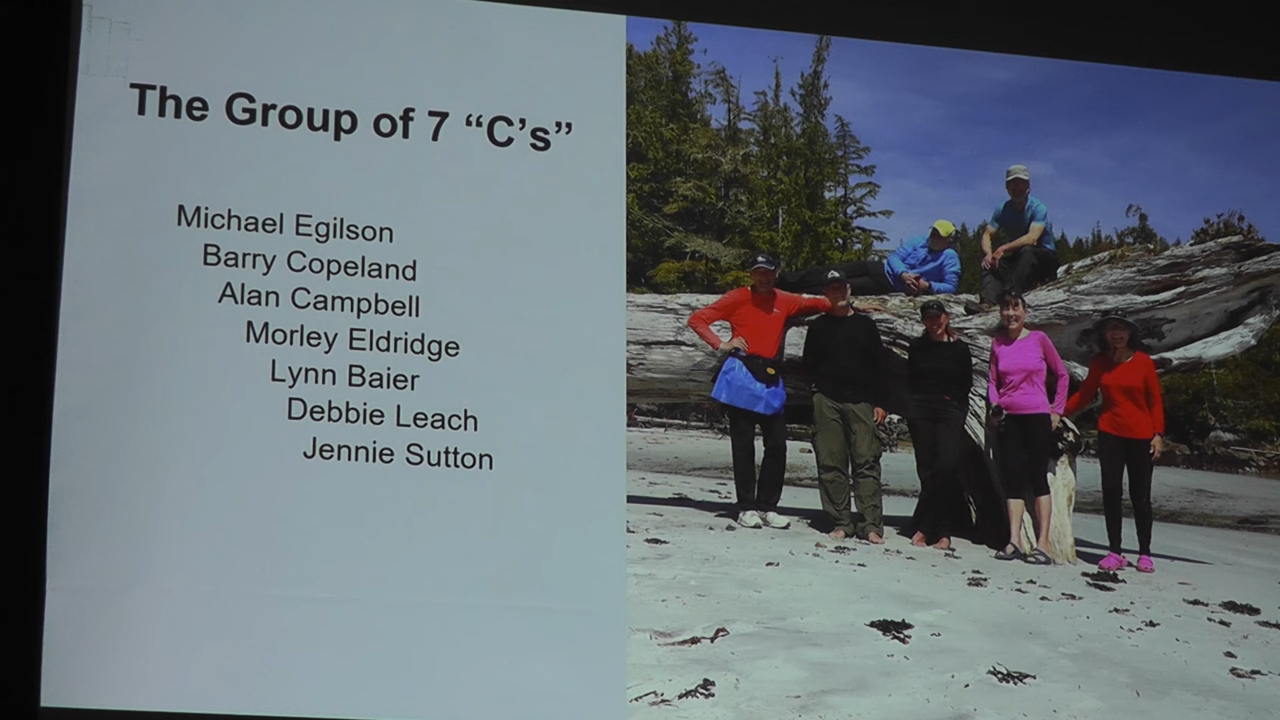 The Group of 7 “C’s”
Michael Egilson
Barry Copeland
Alan Campbell
Morley Eldridge
Lynn Baier
Debbie Leach
Jennie Sutton